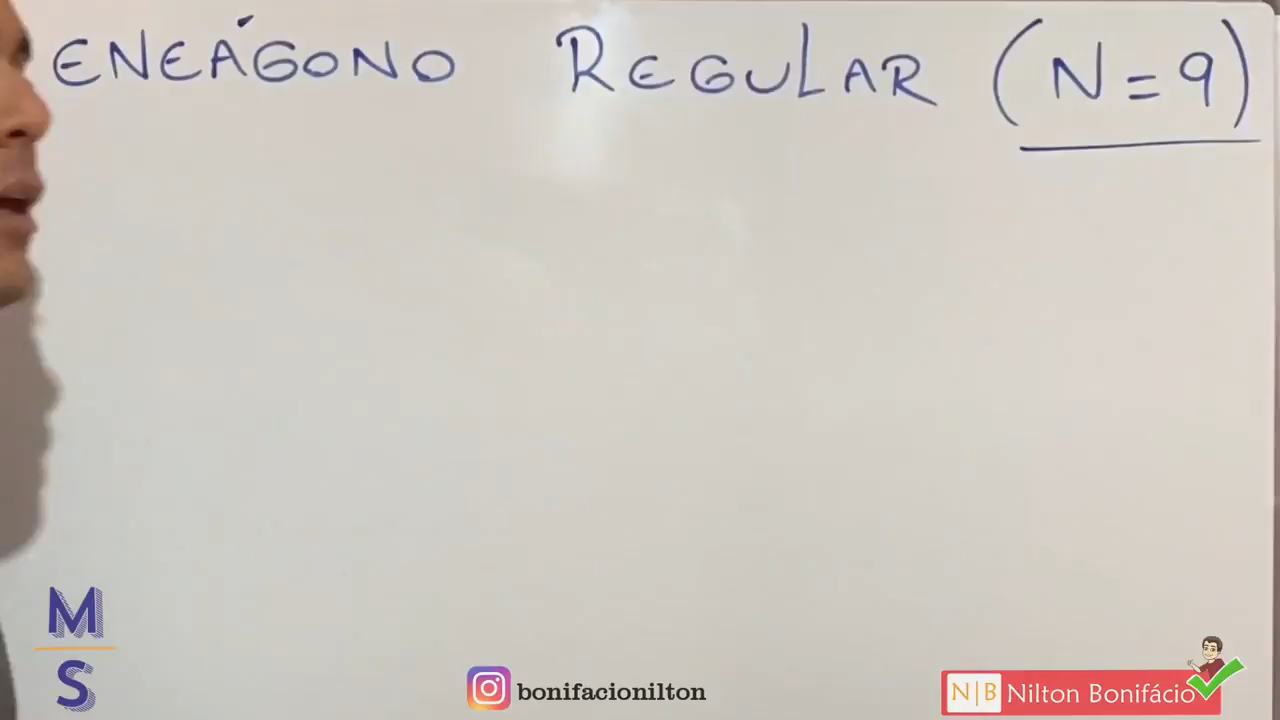 ENEÁGONO REGULAR (N=9)
M
S
bonifacionilton
N|B Nilton Bonifácio